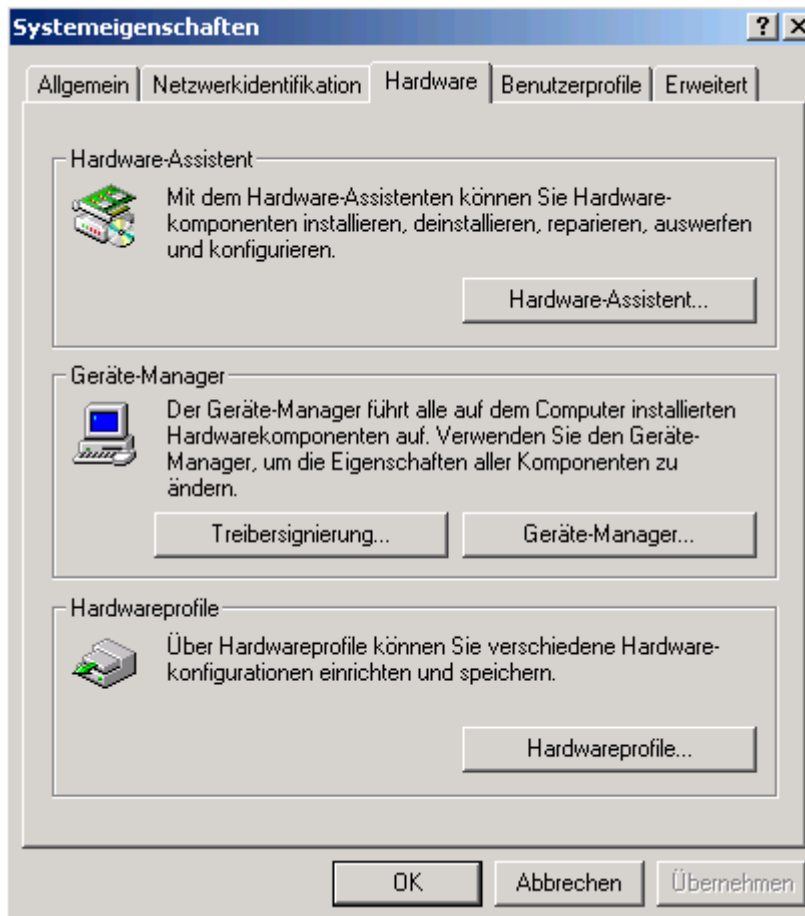 Systemeigenschaften
Allgemein
Netzwerkidentifikation
Hardware
Benutzerprofile
Erweitert
Hardware-Assistent
Mit dem Hardware-Assistenten können Sie Hardware-
komponenten installieren, deinstallieren, reparieren, auswerfen
und konfigurieren.
Hardware-Assistent...
Geräte-Manager
Der Geräte-Manager führt alle auf dem Computer installierten
Hardwarekomponenten auf. Verwenden Sie den Geräte-
Manager, um die Eigenschaften aller Komponenten zu
ändern.
Treibersignierung...
Geräte-Manager...
Hardwareprofile
Über Hardwareprofile können Sie verschiedene Hardware-
konfigurationen einrichten und speichern.
Hardwareprofile...
OK
Abbrechen
Übernehmen